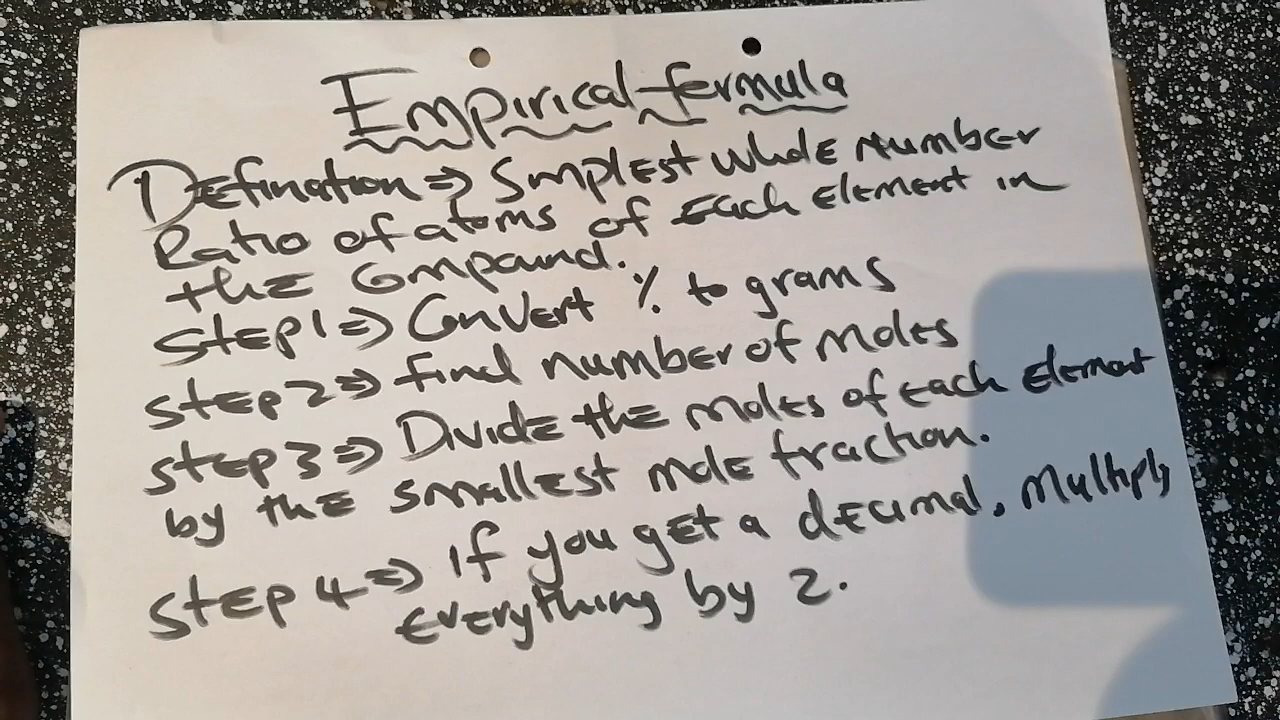 Empirical fermula
Defination ⇒ Smplest whole number
Ratio of atoms of Each Element in
the Compound.
Step 1 ⇒ Convert % to grams
Step 2 ⇒ find number of moles
Step 3 ⇒ Divide the moles of each element
by the smallest mole fraction.
Step 4 ⇒ If you get a decimal, multiply
everything by 2.